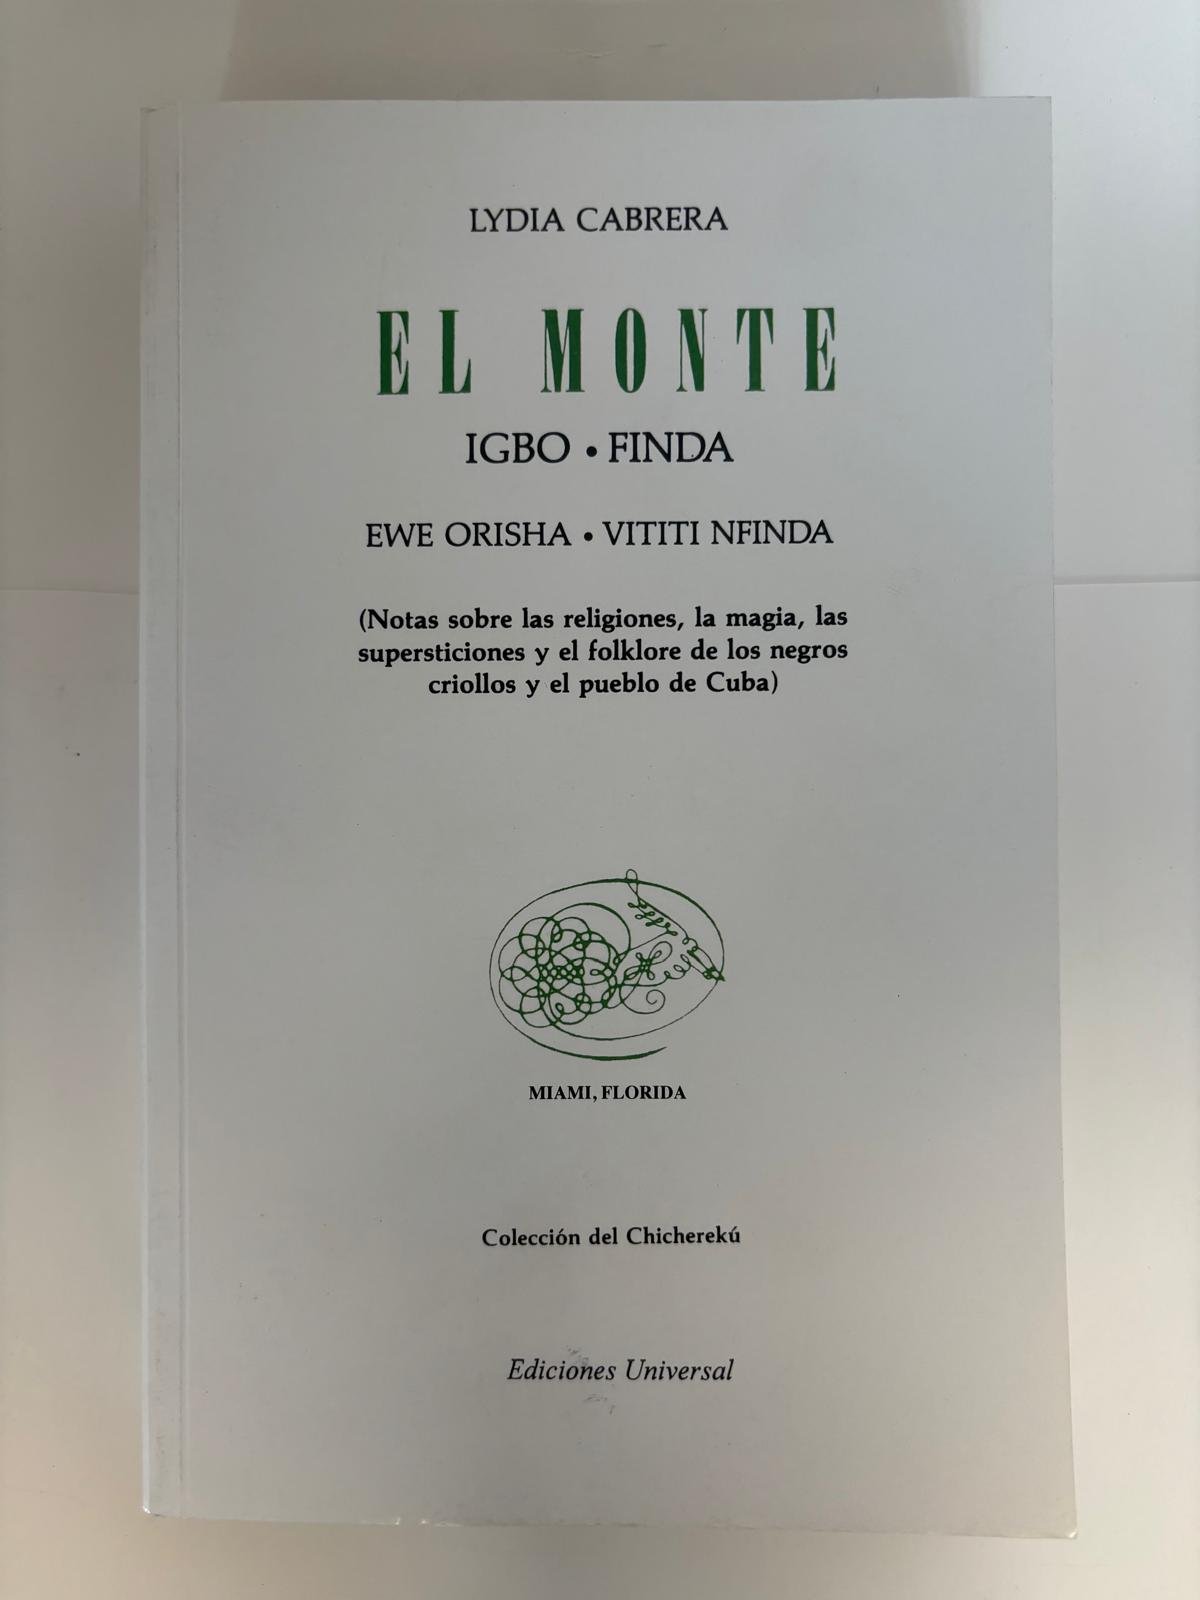 LYDIA CABRERA
EL MONTE
IGBO • FINDA
EWE ORISHA • VITITI NFINDA
(Notas sobre las religiones, la magia, las
supersticiones y el folklore de los negros
criollos y el pueblo de Cuba)
MIAMI, FLORIDA
Colección del Chicherekú
Ediciones Universal